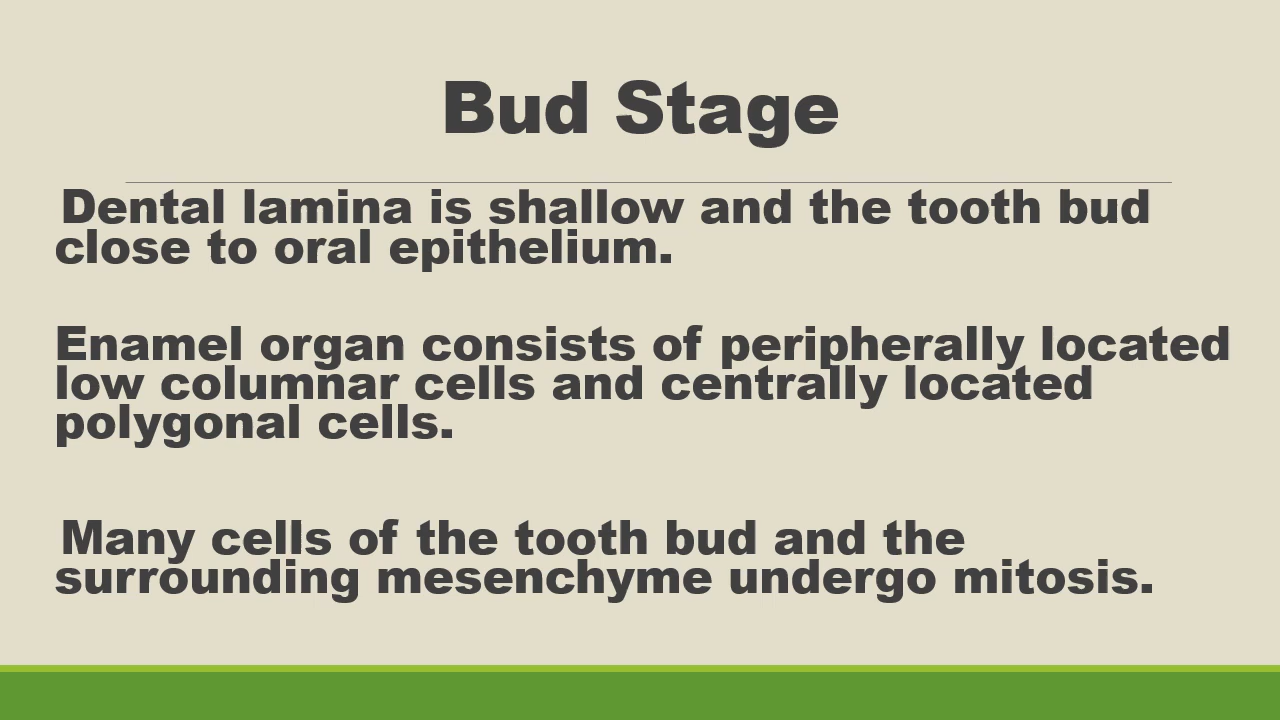 Bud Stage
Dental lamina is shallow and the tooth bud
close to oral epithelium.
Enamel organ consists of peripherally located
low columnar cells and centrally located
polygonal cells.
Many cells of the tooth bud and the
surrounding mesenchyme undergo mitosis.